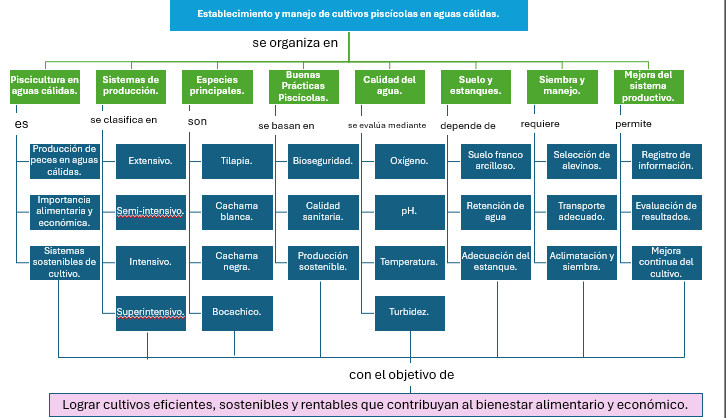 Establecimiento y manejo de cultivos piscícolas en aguas cálidas.
se organiza en
Piscicultura en
aguas cálidas.
Sistemas de
producción.
Especies
principales.
Buenas
Prácticas
Piscícolas.
Calidad del
agua.
Suelo y
estanques.
Siembra y
manejo.
Mejora del
sistema
productivo.
es
se clasifica en
son
se basan en
se evalúa mediante
depende de
requiere
permite
Producción de
peces en aguas
cálidas.
Extensivo.
Tilapia.
Bioseguridad.
Oxígeno.
Suelo franco
arcilloso.
Selección de
alevinos.
Registro de
información.
Importancia
alimentaria y
económica.
Semi-intensivo.
Cachama
blanca.
Calidad
sanitaria.
pH.
Retención de
agua
Transporte
adecuado.
Evaluación de
resultados.
Sistemas
sostenibles de
cultivo.
Intensivo.
Cachama
negra.
Producción
sostenible.
Temperatura.
Adecuación del
estanque.
Aclimatación y
siembra.
Mejora
continua del
cultivo.
Superintensivo.
Bocachico.
Turbidez.
con el objetivo de
Lograr cultivos eficientes, sostenibles y rentables que contribuyan al bienestar alimentario y económico.